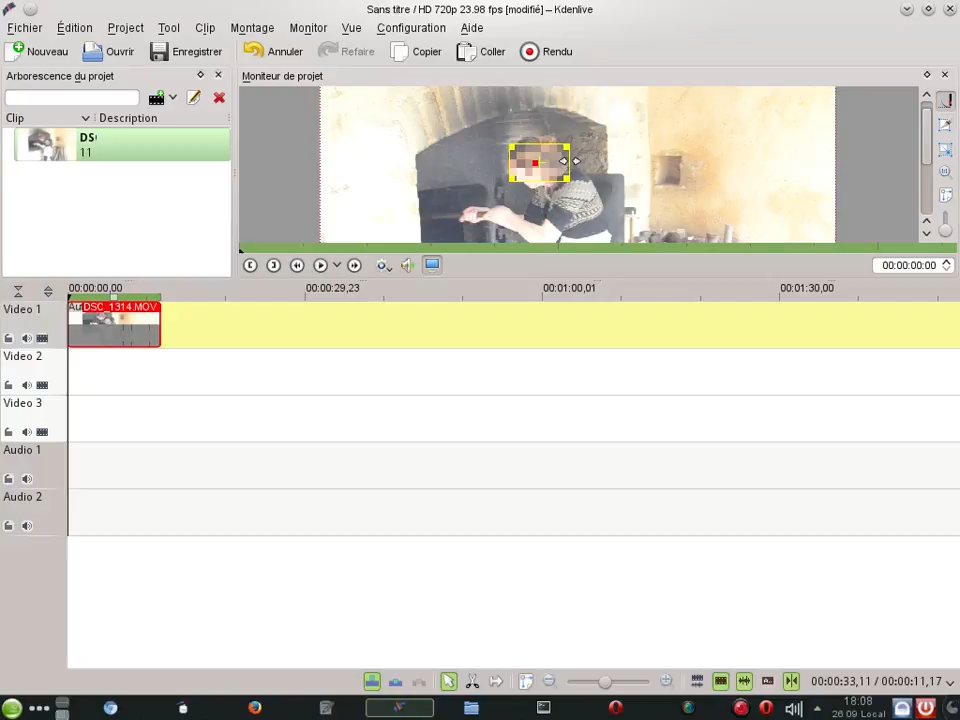 Sans titre / HD 720p 23.98 fps [modifié] – Kdenlive
Fichier Édition Project Tool Clip Montage Monitor Vue Configuration Aide
Nouveau Ouvrir Enregistrer Annuler Refaire Copier Coller Rendu
Arborescence du projet
Moniteur de projet
Clip Description
DS
11
00:00:00:00
00:00:00,00 00:00:29,23 00:01:00,01 00:01:30,00
Video 1
DSC_1314.MOV
Video 2
Video 3
Audio 1
Audio 2
00:00:33,11 / 00:00:11,17
18:08
26 09 Local